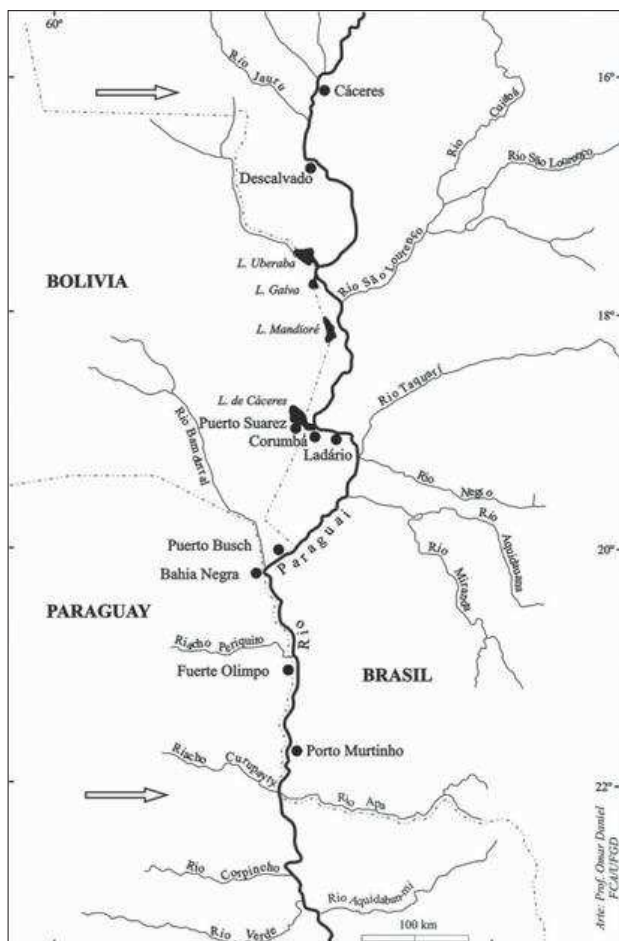 60°
16°
Rio Jauru
Cáceres
Rio Cuiabá
Rio São Lourenço
Descalvado
L. Uberaba
Rio São Lourenço
BOLIVIA
L. Gaiva
18°
L. Mandioré
Rio Taquarí
L. de Cáceres
Puerto Suarez
Corumbá
Ladário
Rio Negro
Rio Aquidauana
Rio Miranda
Puerto Busch
20°
Rio Paraguai
Bahia Negra
PARAGUAY
Riacho Periquito
BRASIL
Fuerte Olimpo
Porto Murtinho
Riacho Curupayty
Rio Apa
22°
Rio Corpincho
Rio Verde
100 km
Arte: Prof. Omar Daniel
FCA/UFGD